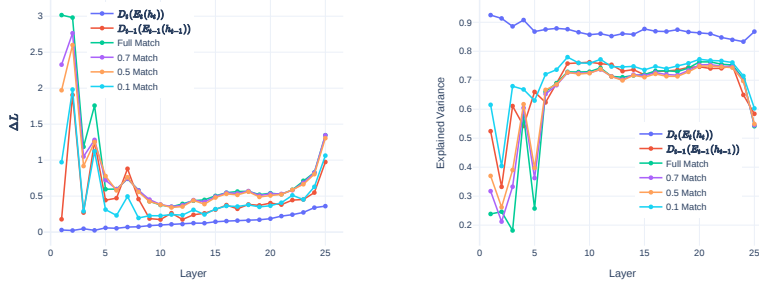 3
2.5
2
1.5
1
0.5
0
0
5
10
15
20
25
Layer
ΔL
D_t(E_t(h_t))
D_{t−1}(E_{t−1}(h_{t−1}))
Full Match
0.7 Match
0.5 Match
0.1 Match
0.9
0.8
0.7
0.6
0.5
0.4
0.3
0.2
0
5
10
15
20
25
Layer
Explained Variance
D_t(E_t(h_t))
D_{t−1}(E_{t−1}(h_{t−1}))
Full Match
0.7 Match
0.5 Match
0.1 Match